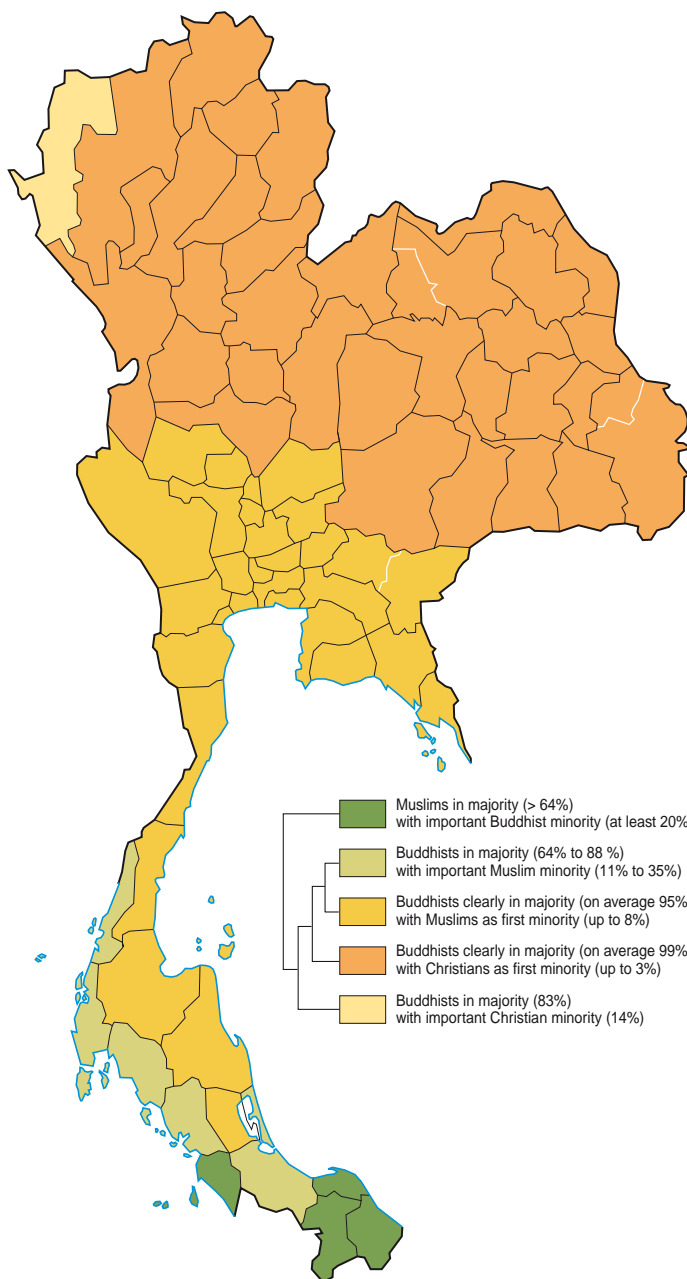 Muslims in majority (> 64%)
with important Buddhist minority (at least 20%
Buddhists in majority (64% to 88 %)
with important Muslim minority (11% to 35%)
Buddhists clearly in majority (on average 95%
with Muslims as first minority (up to 8%)
Buddhists clearly in majority (on average 99%
with Christians as first minority (up to 3%)
Buddhists in majority (83%)
with important Christian minority (14%)